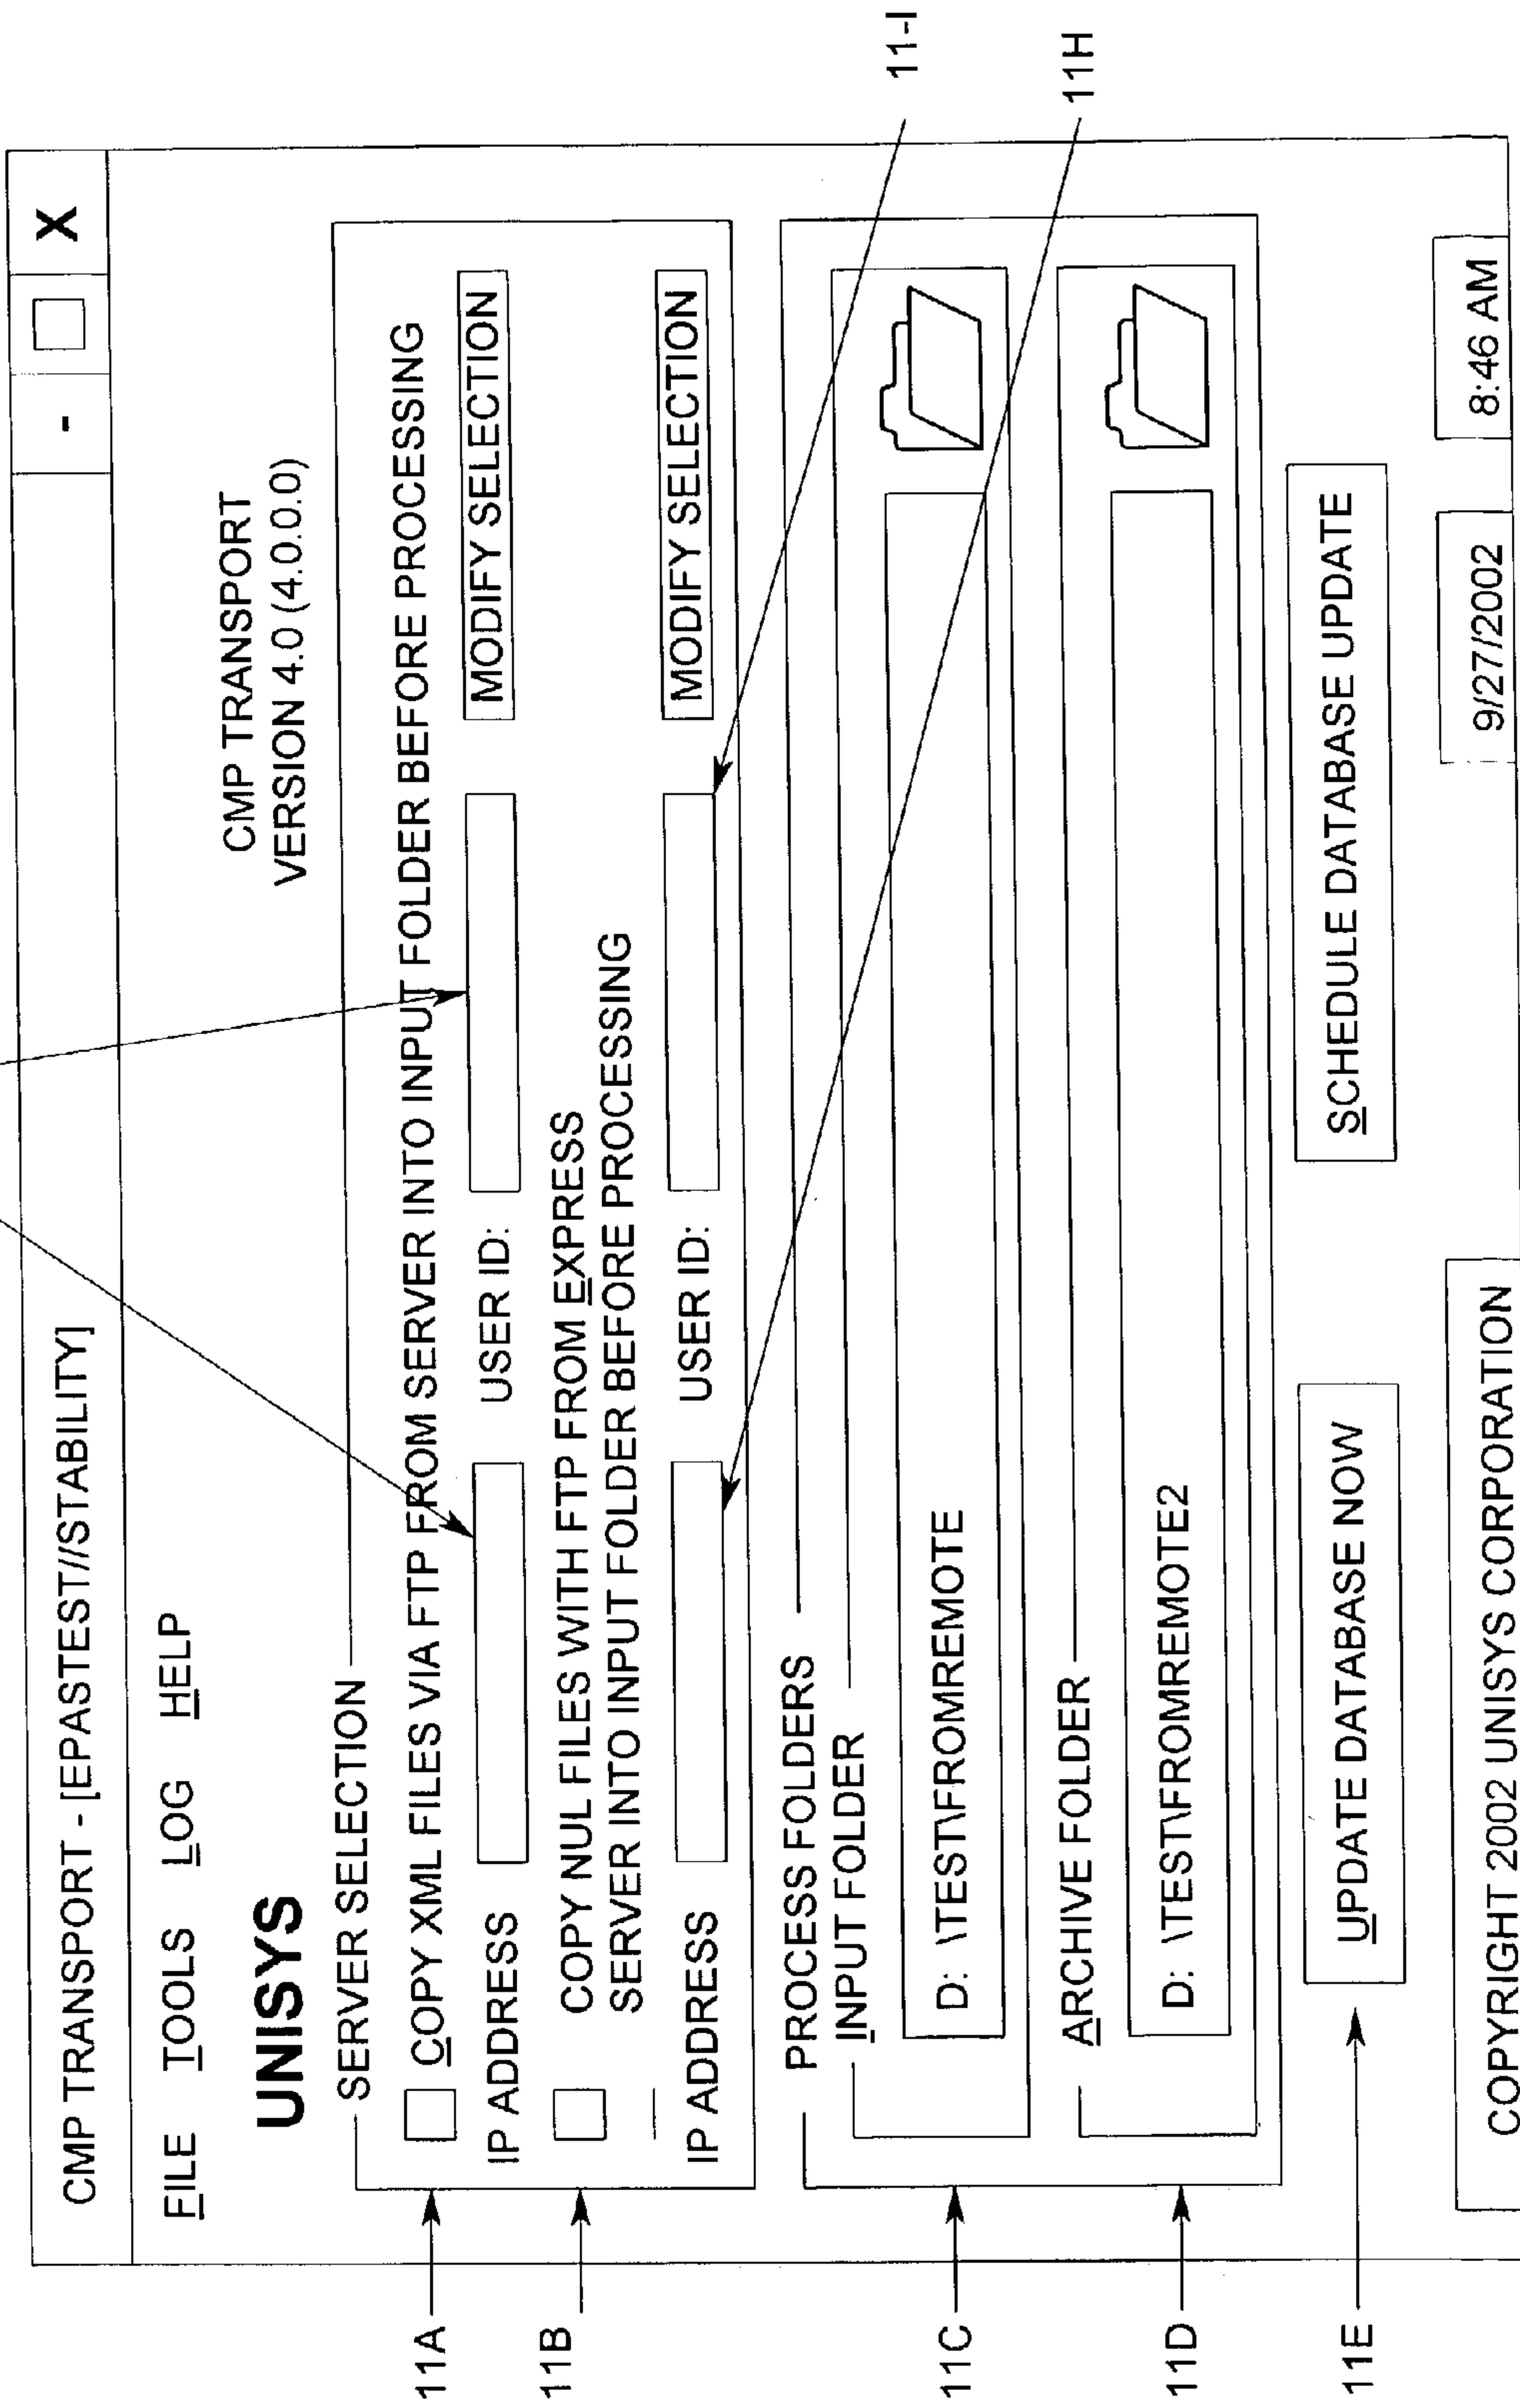 CMP TRANSPORT - [EPASTEST//STABILITY]
- X
FILE TOOLS LOG HELP
UNISYS
CMP TRANSPORT
VERSION 4.0 (4.0.0.0)
SERVER SELECTION
11A
COPY XML FILES VIA FTP FROM SERVER INTO INPUT FOLDER BEFORE PROCESSING
IP ADDRESS USER ID: MODIFY SELECTION
11B
COPY NUL FILES WITH FTP FROM EXPRESS
SERVER INTO INPUT FOLDER BEFORE PROCESSING
IP ADDRESS USER ID: MODIFY SELECTION
11-I
PROCESS FOLDERS
INPUT FOLDER
11C
D: \TEST\FROMREMOTE
11H
ARCHIVE FOLDER
11D
D: \TEST\FROMREMOTE2
11E
UPDATE DATABASE NOW SCHEDULE DATABASE UPDATE
COPYRIGHT 2002 UNISYS CORPORATION 9/27/2002 8:46 AM